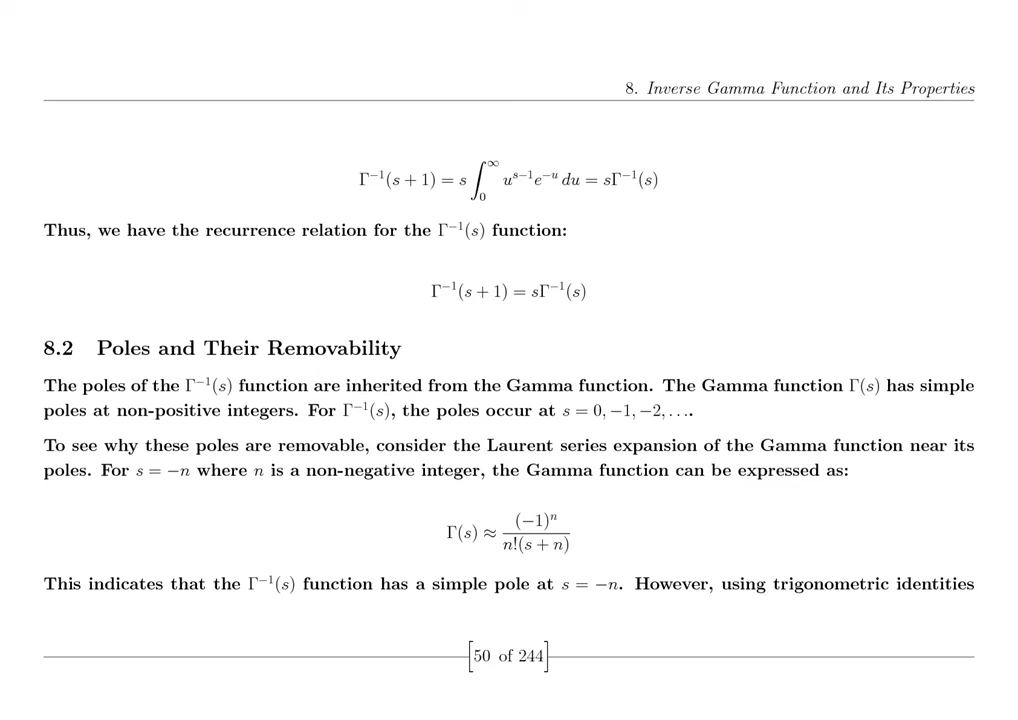 8. Inverse Gamma Function and Its Properties
Γ⁻¹(s + 1) = s ∫₀^∞ uˢ⁻¹e⁻ᵘ du = sΓ⁻¹(s)
Thus, we have the recurrence relation for the Γ⁻¹(s) function:
Γ⁻¹(s + 1) = sΓ⁻¹(s)
8.2 Poles and Their Removability
The poles of the Γ⁻¹(s) function are inherited from the Gamma function. The Gamma function Γ(s) has simple
poles at non-positive integers. For Γ⁻¹(s), the poles occur at s = 0, −1, −2, . . ..
To see why these poles are removable, consider the Laurent series expansion of the Gamma function near its
poles. For s = −n where n is a non-negative integer, the Gamma function can be expressed as:
Γ(s) ≈ (−1)ⁿ / n!(s + n)
This indicates that the Γ⁻¹(s) function has a simple pole at s = −n. However, using trigonometric identities
[50 of 244]